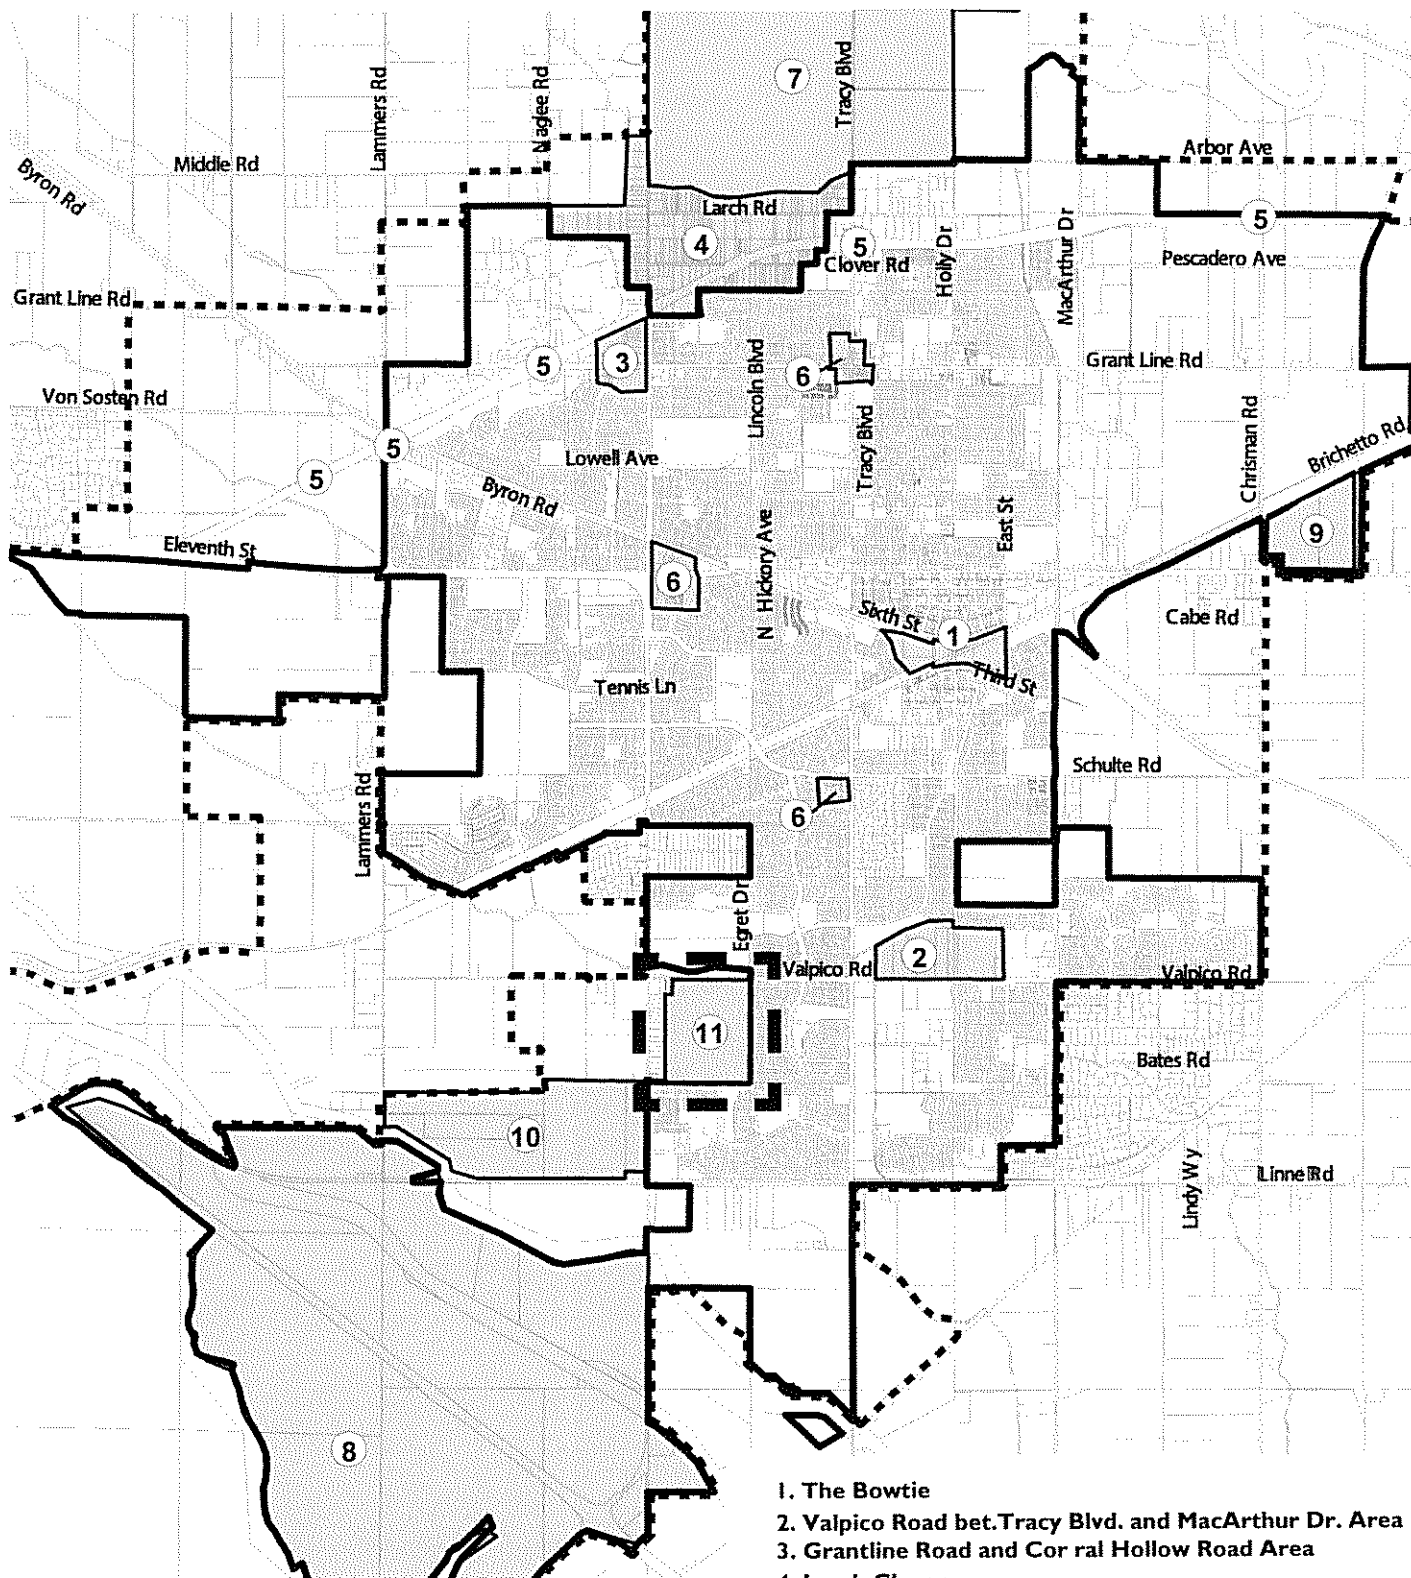 7
Tracy Blvd
Lammers Rd
Naglee Rd
Middle Rd
Byron Rd
Arbor Ave
Larch Rd
4
5
5
Clover Rd
Holly Dr
MacArthur Dr
Pescadero Ave
Grant Line Rd
5
3
6
Lincoln Blvd
Grant Line Rd
Von Sosten Rd
Tracy Blvd
Chrisman Rd
Brichetto Rd
5
5
Lowell Ave
Byron Rd
East St
9
Eleventh St
6
N Hickory Ave
Sixth St
1
Cabe Rd
Third St
Tennis Ln
Schulte Rd
Lammers Rd
6
Egret Dr
2
Valpico Rd
Valpico Rd
11
Bates Rd
10
Linne Rd
Lindy Wy
8
1. The Bowtie
2. Valpico Road bet.Tracy Blvd. and MacArthur Dr. Area
3. Grantline Road and Cor ral Hollow Road Area